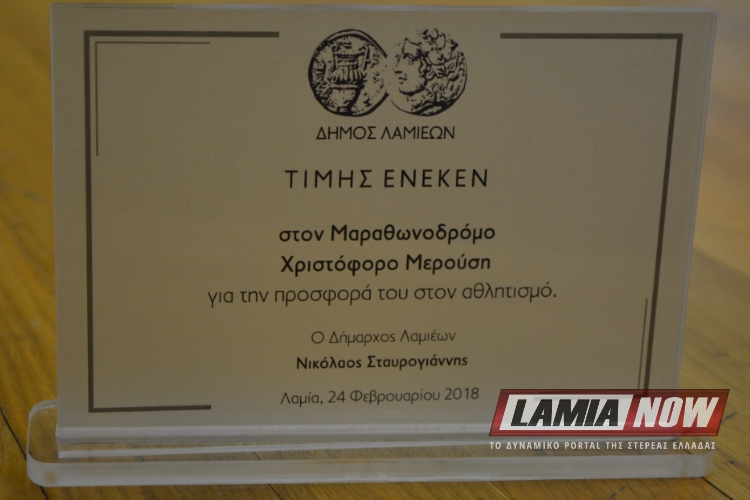 ΔΗΜΟΣ ΛΑΜΙΕΩΝ
ΤΙΜΗΣ ΕΝΕΚΕΝ
στον Μαραθωνοδρόμο
Χριστόφορο Μερούση
για την προσφορά του στον αθλητισμό.
Ο Δήμαρχος Λαμιέων
Νικόλαος Σταυρογιάννης
Λαμία, 24 Φεβρουαρίου 2018
LAMIA NOW
ΤΟ ΔΥΝΑΜΙΚΟ PORTAL ΤΗΣ ΣΤΕΡΕΑΣ ΕΛΛΑΔΑΣ